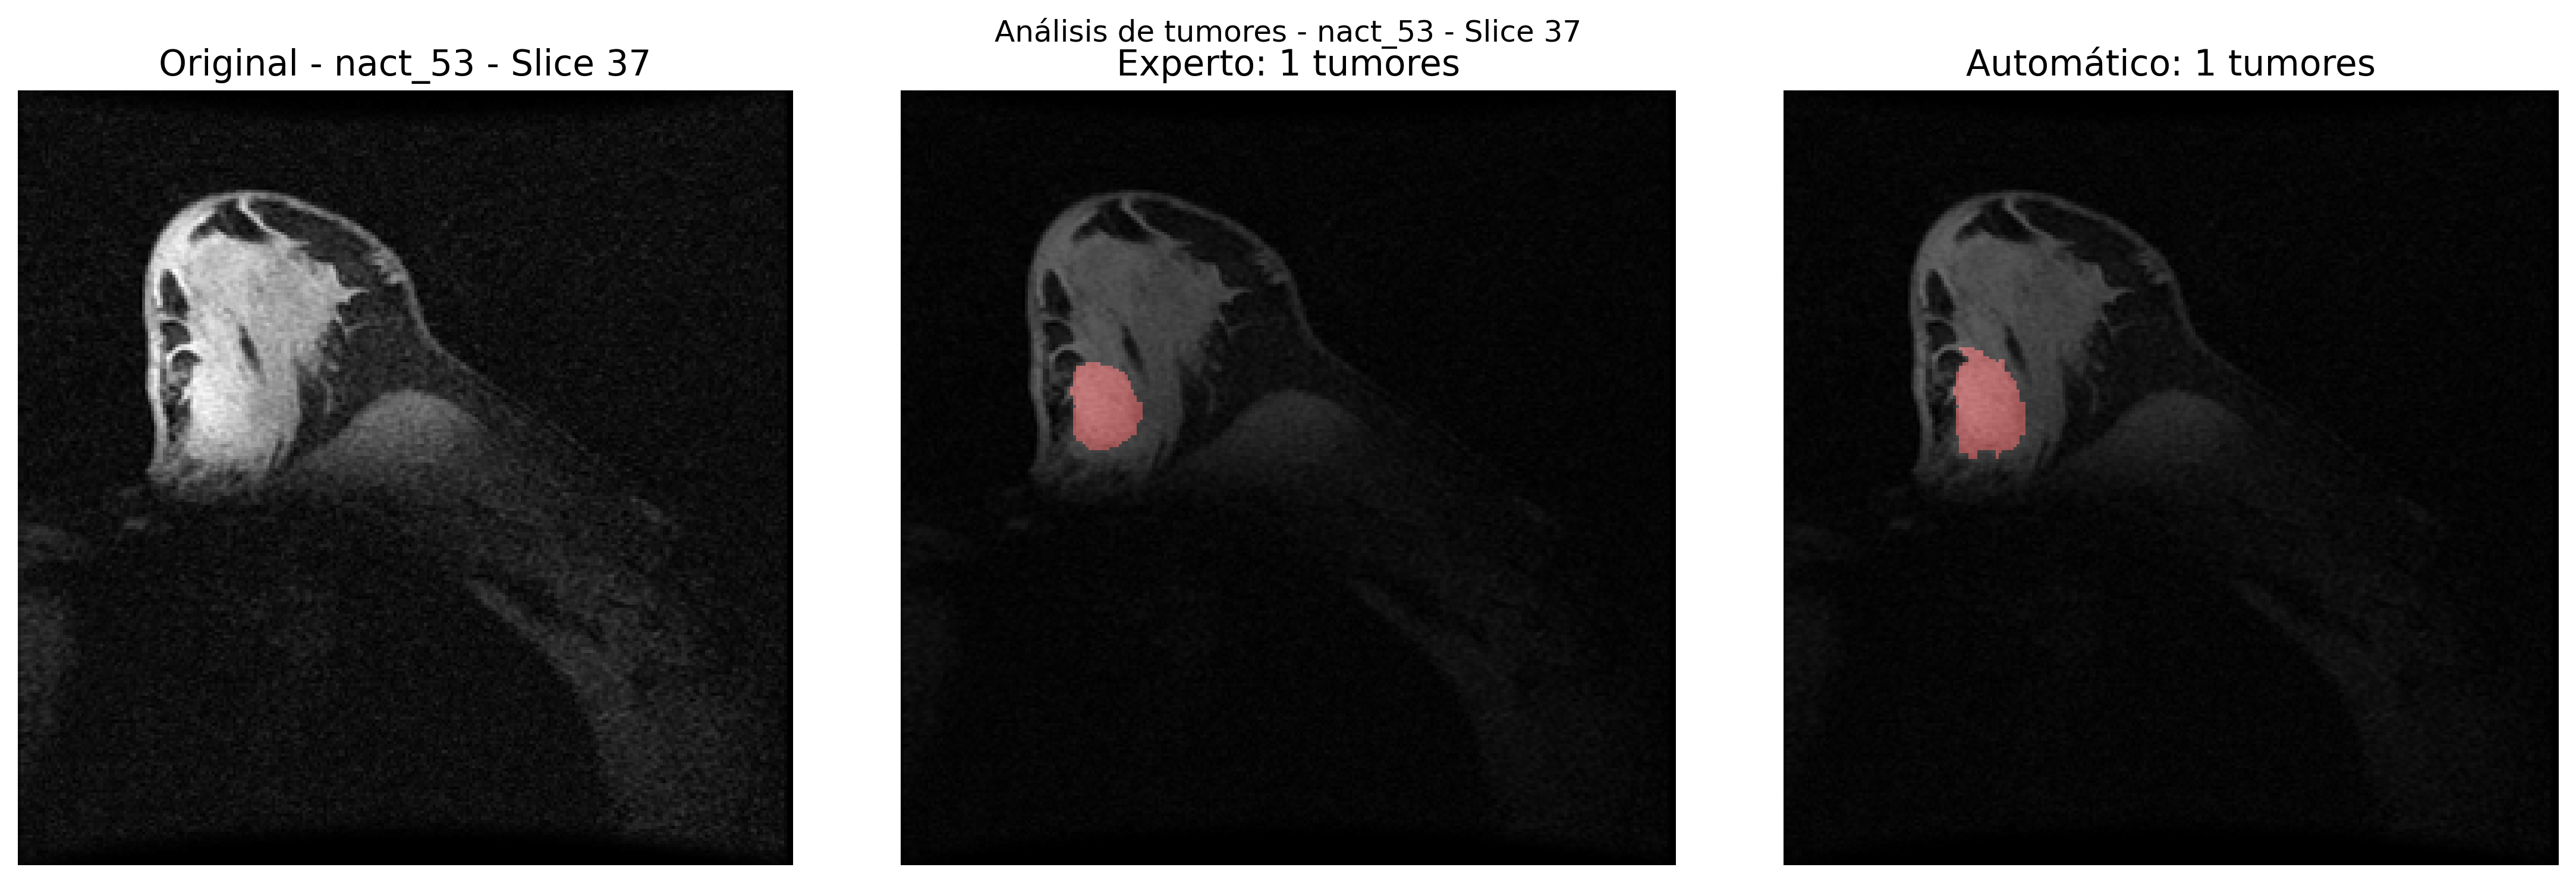 Análisis de tumores - nact_53 - Slice 37
Original - nact_53 - Slice 37
Experto: 1 tumores
Automático: 1 tumores